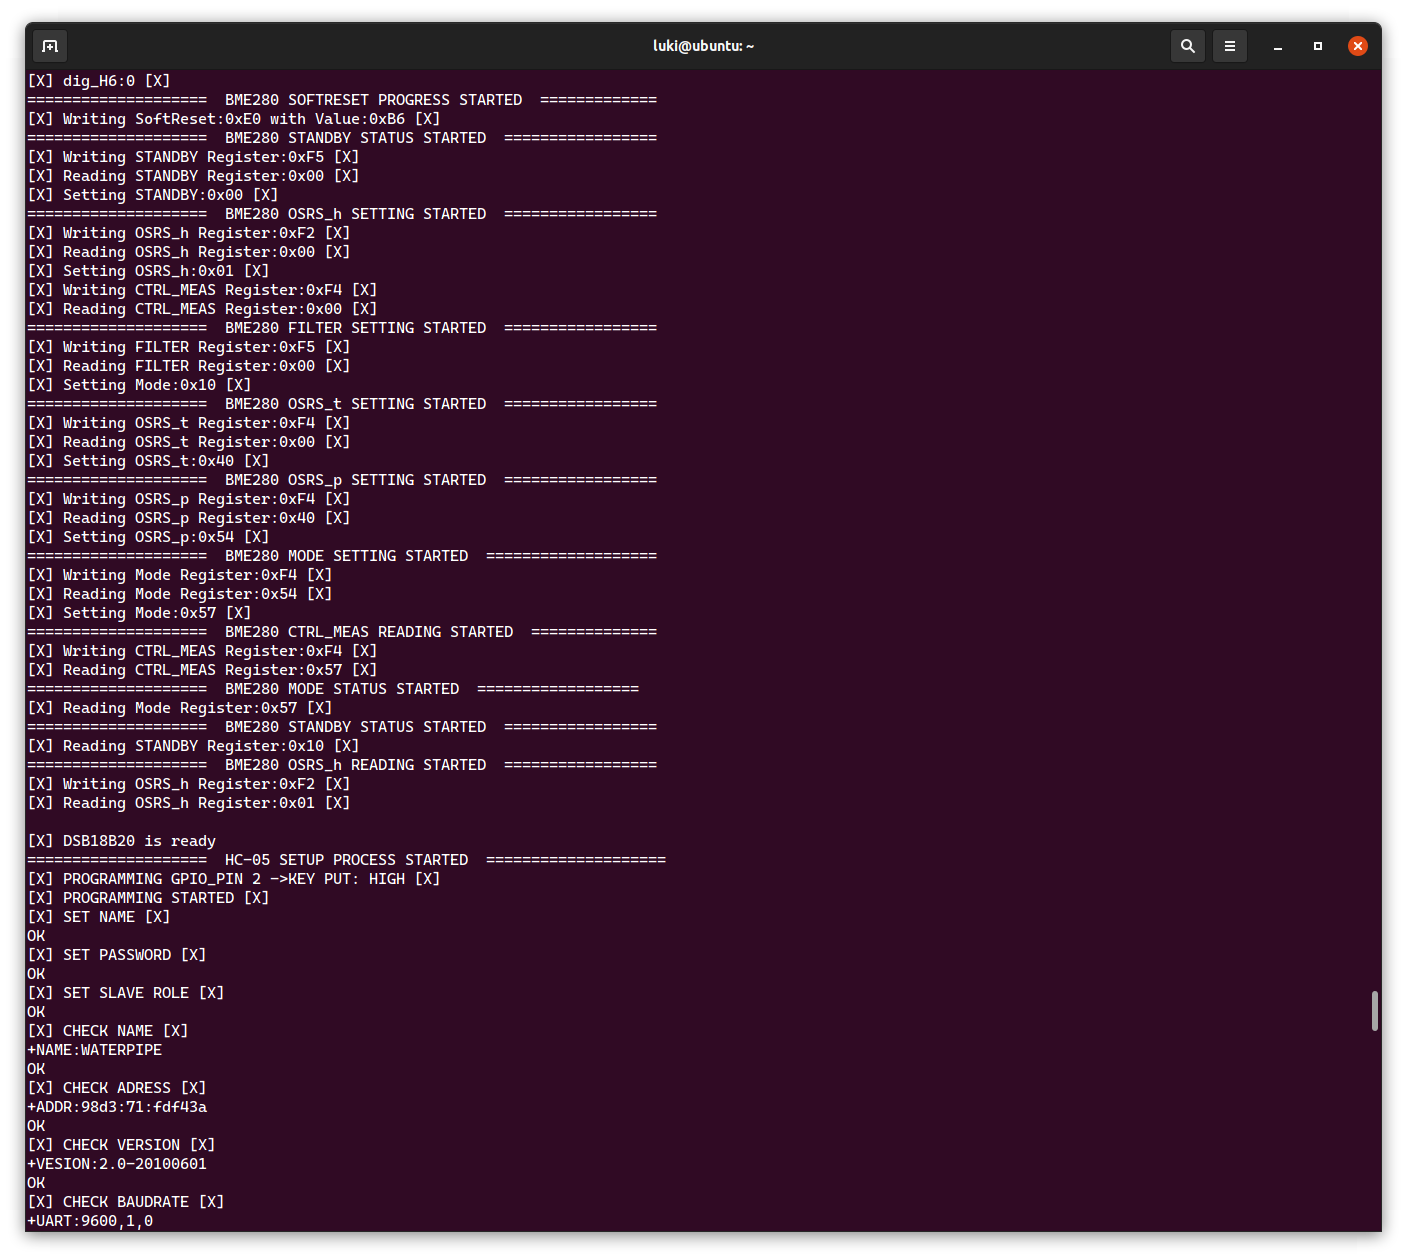 luki@ubuntu: ~
[X] dig_H6:0 [X]
====================  BME280 SOFTRESET PROGRESS STARTED  =============
[X] Writing SoftReset:0xE0 with Value:0xB6 [X]
====================  BME280 STANDBY STATUS STARTED  =================
[X] Writing STANDBY Register:0xF5 [X]
[X] Reading STANDBY Register:0x00 [X]
[X] Setting STANDBY:0x00 [X]
====================  BME280 OSRS_h SETTING STARTED  =================
[X] Writing OSRS_h Register:0xF2 [X]
[X] Reading OSRS_h Register:0x00 [X]
[X] Setting OSRS_h:0x01 [X]
[X] Writing CTRL_MEAS Register:0xF4 [X]
[X] Reading CTRL_MEAS Register:0x00 [X]
====================  BME280 FILTER SETTING STARTED  =================
[X] Writing FILTER Register:0xF5 [X]
[X] Reading FILTER Register:0x00 [X]
[X] Setting Mode:0x10 [X]
====================  BME280 OSRS_t SETTING STARTED  =================
[X] Writing OSRS_t Register:0xF4 [X]
[X] Reading OSRS_t Register:0x00 [X]
[X] Setting OSRS_t:0x40 [X]
====================  BME280 OSRS_p SETTING STARTED  =================
[X] Writing OSRS_p Register:0xF4 [X]
[X] Reading OSRS_p Register:0x40 [X]
[X] Setting OSRS_p:0x54 [X]
====================  BME280 MODE SETTING STARTED  ===================
[X] Writing Mode Register:0xF4 [X]
[X] Reading Mode Register:0x54 [X]
[X] Setting Mode:0x57 [X]
====================  BME280 CTRL_MEAS READING STARTED  ==============
[X] Writing CTRL_MEAS Register:0xF4 [X]
[X] Reading CTRL_MEAS Register:0x57 [X]
====================  BME280 MODE STATUS STARTED  ==================
[X] Reading Mode Register:0x57 [X]
====================  BME280 STANDBY STATUS STARTED  =================
[X] Reading STANDBY Register:0x10 [X]
====================  BME280 OSRS_h READING STARTED  =================
[X] Writing OSRS_h Register:0xF2 [X]
[X] Reading OSRS_h Register:0x01 [X]
[X] DSB18B20 is ready
====================  HC-05 SETUP PROCESS STARTED  ====================
[X] PROGRAMMING GPIO_PIN 2 ->KEY PUT: HIGH [X]
[X] PROGRAMMING STARTED [X]
[X] SET NAME [X]
OK
[X] SET PASSWORD [X]
OK
[X] SET SLAVE ROLE [X]
OK
[X] CHECK NAME [X]
+NAME:WATERPIPE
OK
[X] CHECK ADRESS [X]
+ADDR:98d3:71:fdf43a
OK
[X] CHECK VERSION [X]
+VESION:2.0-20100601
OK
[X] CHECK BAUDRATE [X]
+UART:9600,1,0